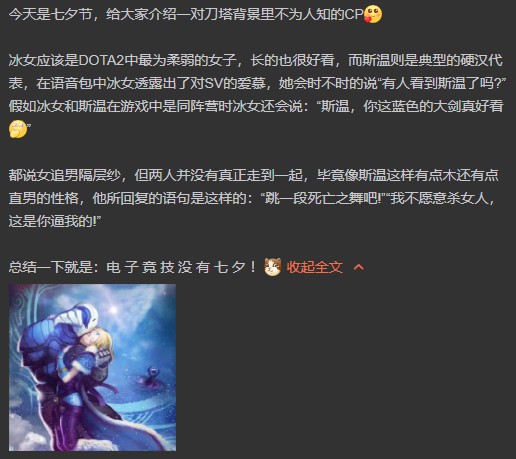 今天是七夕节，给大家介绍一对刀塔背景里不为人知的CP
冰女应该是DOTA2中最为柔弱的女子，长的也很好看，而斯温则是典型的硬汉代
表，在语音包中冰女透露出了对SV的爱慕，她会时不时的说“有人看到斯温了吗?”
假如冰女和斯温在游戏中是同阵营时冰女还会说：“斯温，你这蓝色的大剑真好看
”
都说女追男隔层纱，但两人并没有真正走到一起，毕竟像斯温这样有点木还有点
直男的性格，他所回复的语句是这样的：“跳一段死亡之舞吧!”“我不愿意杀女人，
这是你逼我的!”
总结一下就是：电 子 竞 技 没 有 七 夕 ！ 收起全文